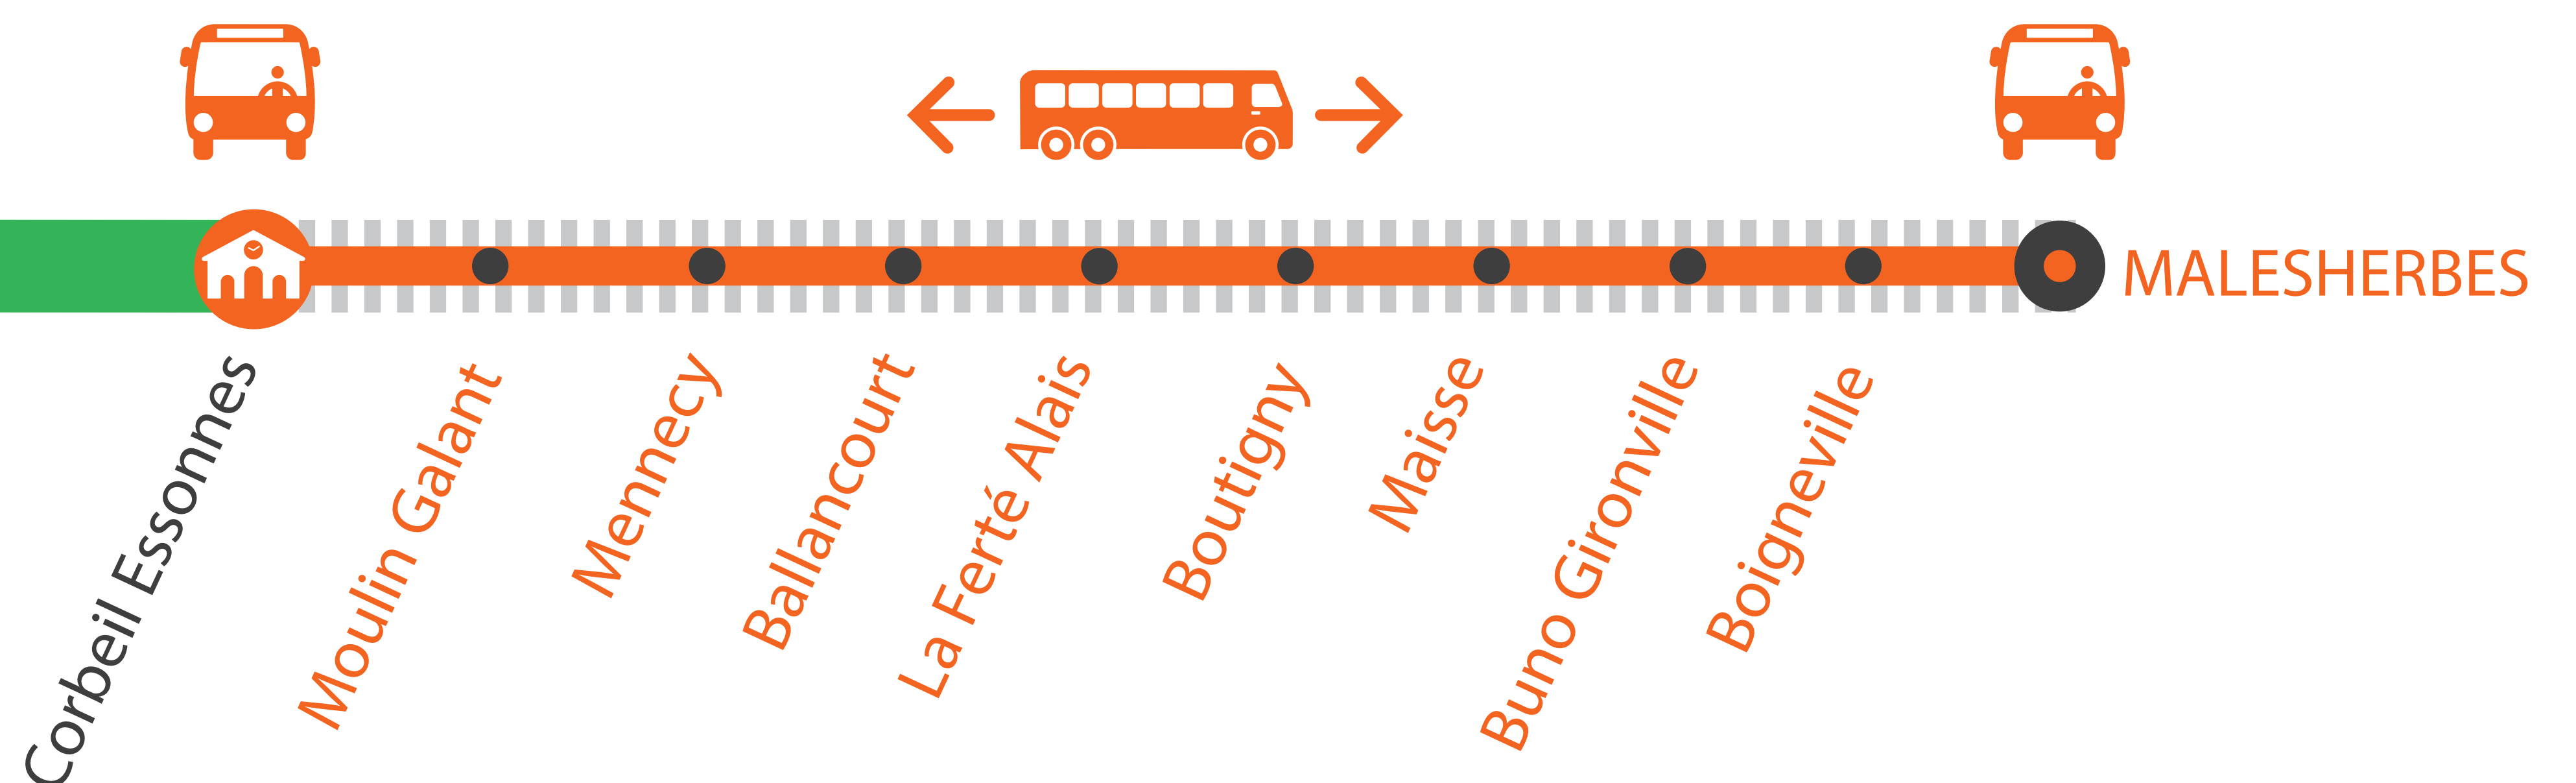 Corbeil Essonnes
Moulin Galant
Mennecy
Ballancourt
La Ferté Alais
Boutigny
Maisse
Buno Gironville
Boigneville
MALESHERBES